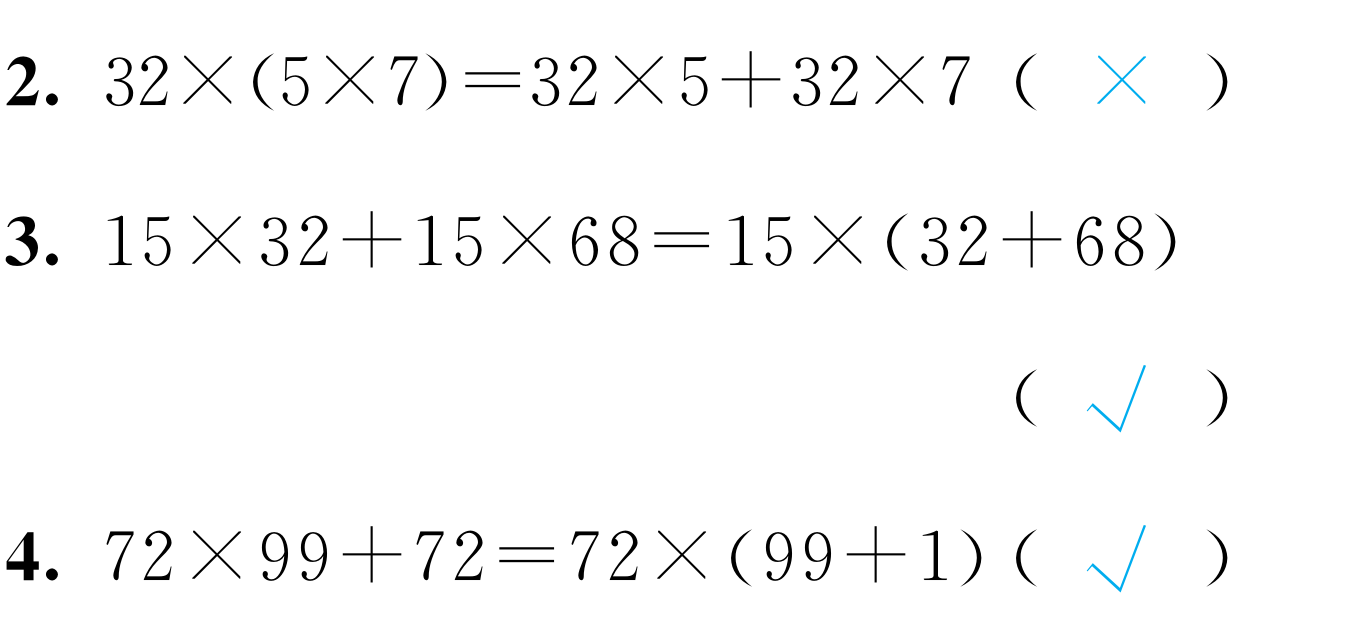 2. 32×(5×7)=32×5+32×7 ( × )
3. 15×32+15×68=15×(32+68)
( √ )
4. 72×99+72=72×(99+1) ( √ )